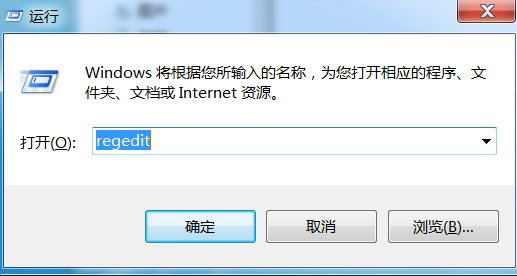 运行
Windows 将根据您所输入的名称，为您打开相应的程序、文
件夹、文档或 Internet 资源。
打开(O):
regedit
确定
取消
浏览(B)...